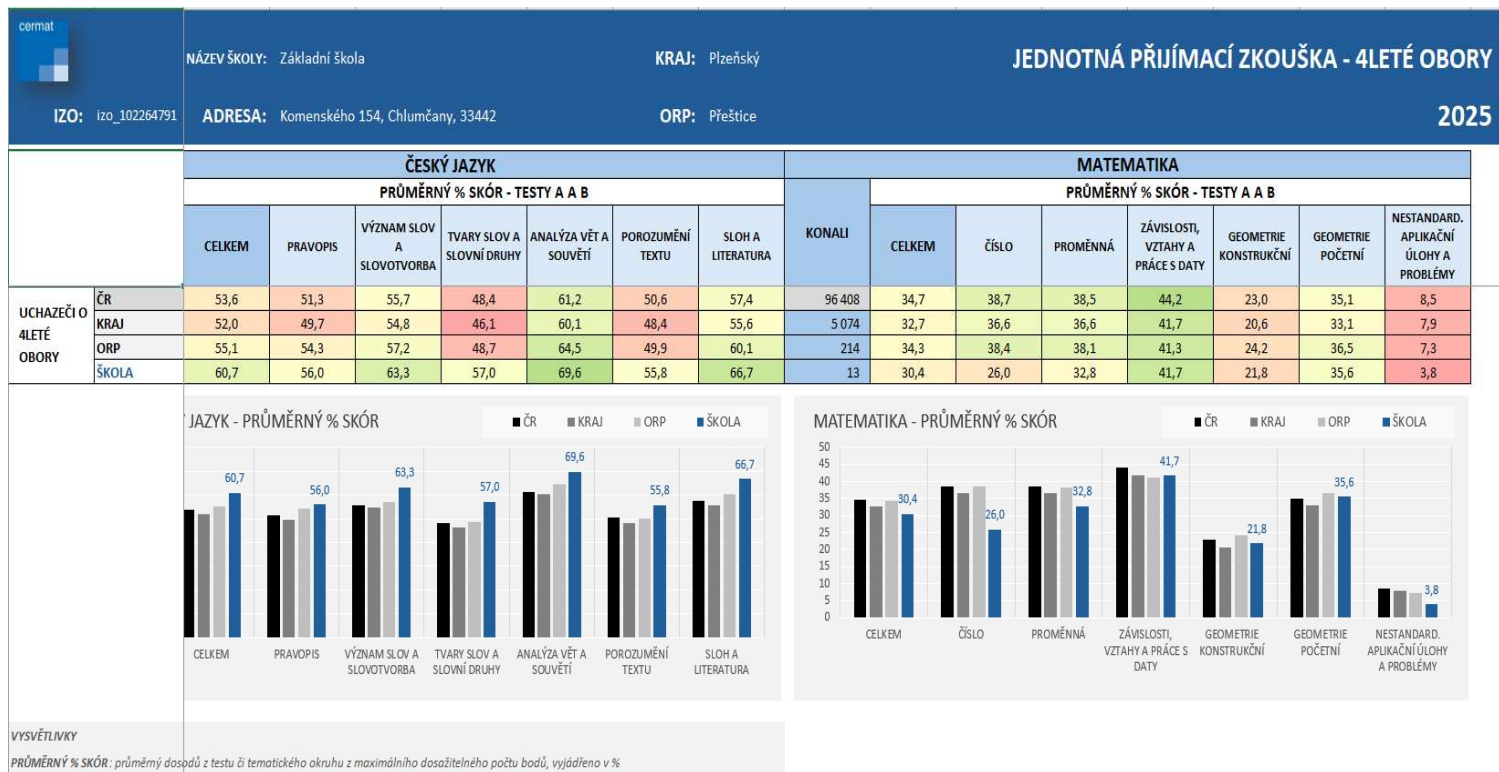 cermat
NÁZEV ŠKOLY: Základní škola KRAJ: Plzeňský JEDNOTNÁ PŘIJÍMACÍ ZKOUŠKA - 4LETÉ OBORY
IZO: izo_102264791 ADRESA: Komenského 154, Chlumčany, 33442 ORP: Přeštice 2025
ČESKÝ JAZYK MATEMATIKA
PRŮMĚRNÝ % SKÓR - TESTY A A B KONALI PRŮMĚRNÝ % SKÓR - TESTY A A B
CELKEM PRAVOPIS VÝZNAM SLOV A SLOVOTVORBA TVARY SLOV A SLOVNÍ DRUHY ANALÝZA VĚT A SOUVĚTÍ POROZUMĚNÍ TEXTU SLOH A LITERATURA CELKEM ČÍSLO PROMĚNNÁ ZÁVISLOSTI, VZTAHY A PRÁCE S DATY GEOMETRIE KONSTRUKČNÍ GEOMETRIE POČETNÍ NESTANDARD. APLIKAČNÍ ÚLOHY A PROBLÉMY
UCHAZEČI O 4LETÉ OBORY
ČR 53,6 51,3 55,7 48,4 61,2 50,6 57,4 96 408 34,7 38,7 38,5 44,2 23,0 35,1 8,5
KRAJ 52,0 49,7 54,8 46,1 60,1 48,4 55,6 5 074 32,7 36,6 36,6 41,7 20,6 33,1 7,9
ORP 55,1 54,3 57,2 48,7 64,5 49,9 60,1 214 34,3 38,4 38,1 41,3 24,2 36,5 7,3
ŠKOLA 60,7 56,0 63,3 57,0 69,6 55,8 66,7 13 30,4 26,0 32,8 41,7 21,8 35,6 3,8
JAZYK - PRŮMĚRNÝ % SKÓR ČR KRAJ ORP ŠKOLA
60,7 56,0 63,3 57,0 69,6 55,8 66,7
CELKEM PRAVOPIS VÝZNAM SLOV A SLOVOTVORBA TVARY SLOV A SLOVNÍ DRUHY ANALÝZA VĚT A SOUVĚTÍ POROZUMĚNÍ TEXTU SLOH A LITERATURA
MATEMATIKA - PRŮMĚRNÝ % SKÓR ČR KRAJ ORP ŠKOLA
50
45
40
35
30
25
20
15
10
5
0
30,4 26,0 32,8 41,7 21,8 35,6 3,8
CELKEM ČÍSLO PROMĚNNÁ ZÁVISLOSTI, VZTAHY A PRÁCE S DATY GEOMETRIE KONSTRUKČNÍ GEOMETRIE POČETNÍ NESTANDARD. APLIKAČNÍ ÚLOHY A PROBLÉMY
VYSVĚTLIVKY
PRŮMĚRNÝ % SKÓR: průměrný dosodů z testu či tematického okruhu z maximálního dosažitelného počtu bodů, vyjádřeno v %